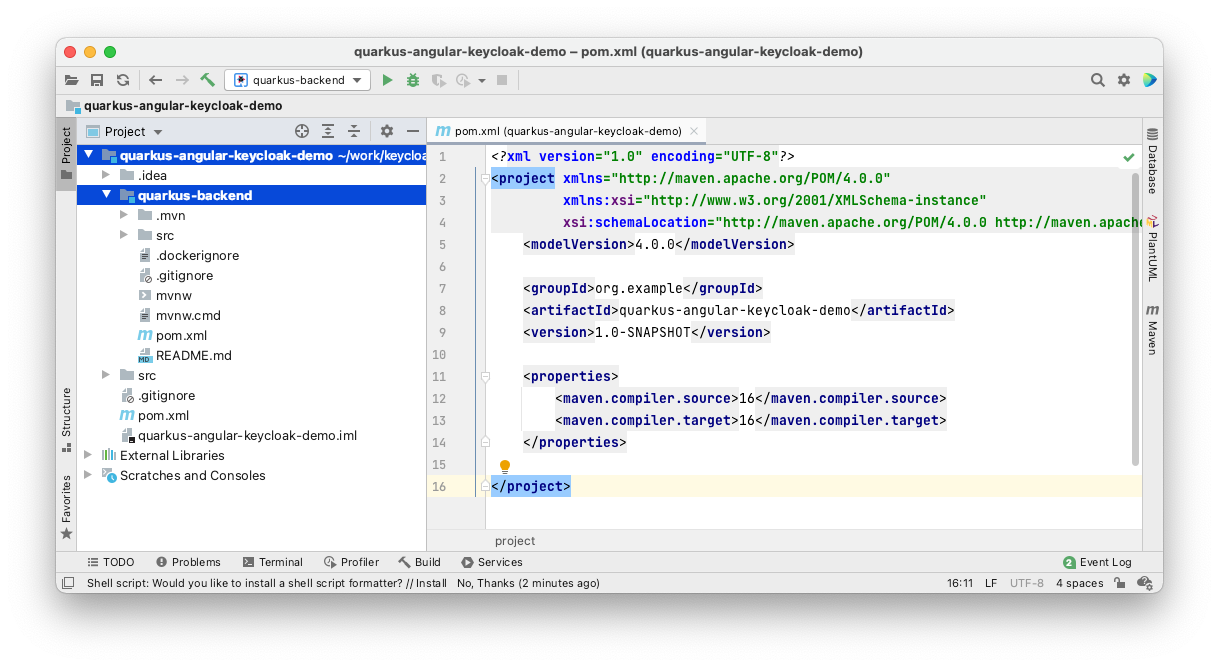 quarkus-angular-keycloak-demo – pom.xml (quarkus-angular-keycloak-demo)
quarkus-backend
quarkus-angular-keycloak-demo
Project
Structure
Favorites
Project
quarkus-angular-keycloak-demo ~/work/keycloa
.idea
quarkus-backend
.mvn
src
.dockerignore
.gitignore
mvnw
mvnw.cmd
m pom.xml
MD README.md
src
.gitignore
m pom.xml
quarkus-angular-keycloak-demo.iml
External Libraries
Scratches and Consoles
m pom.xml (quarkus-angular-keycloak-demo)
1 <?xml version="1.0" encoding="UTF-8"?>
2 <project xmlns="http://maven.apache.org/POM/4.0.0"
3 xmlns:xsi="http://www.w3.org/2001/XMLSchema-instance"
4 xsi:schemaLocation="http://maven.apache.org/POM/4.0.0 http://maven.apache
5 <modelVersion>4.0.0</modelVersion>
6
7 <groupId>org.example</groupId>
8 <artifactId>quarkus-angular-keycloak-demo</artifactId>
9 <version>1.0-SNAPSHOT</version>
10
11 <properties>
12 <maven.compiler.source>16</maven.compiler.source>
13 <maven.compiler.target>16</maven.compiler.target>
14 </properties>
15
16 </project>
project
Database
PlantUML
m Maven
TODO Problems Terminal Profiler Build Services 2 Event Log
Shell script: Would you like to install a shell script formatter? // Install No, Thanks (2 minutes ago) 16:11 LF UTF-8 4 spaces